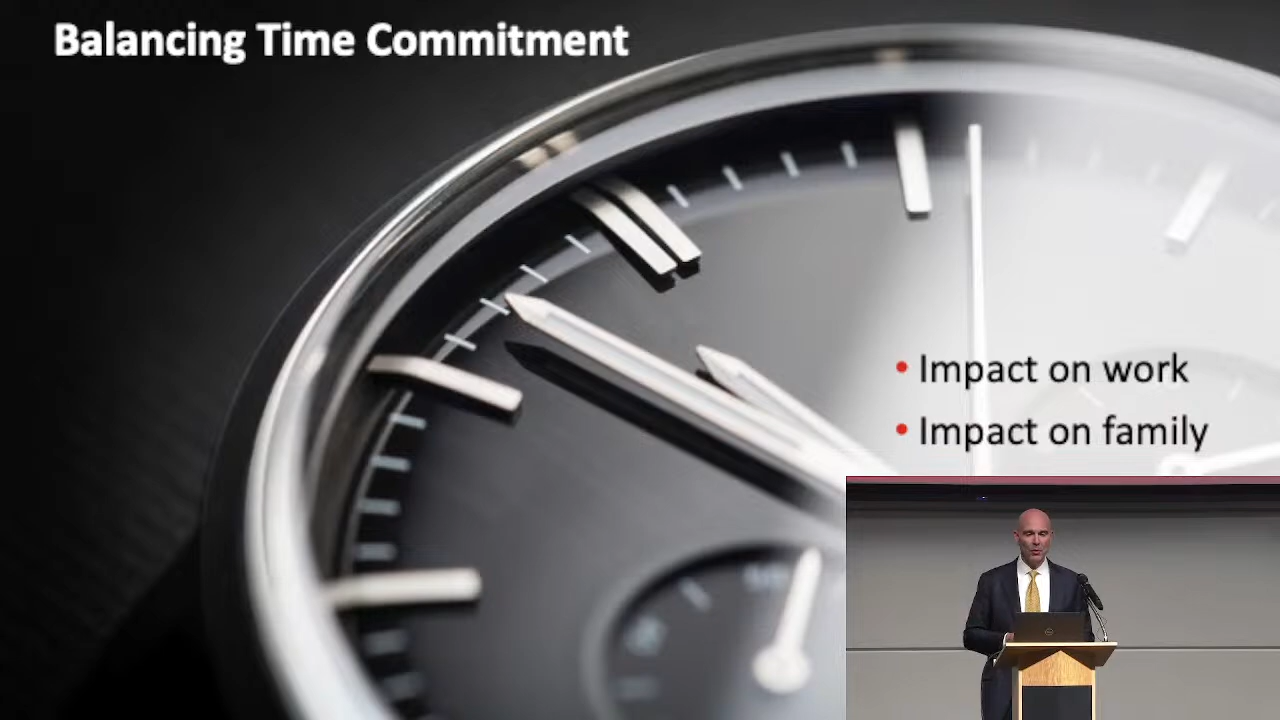 Balancing Time Commitment
• Impact on work
• Impact on family